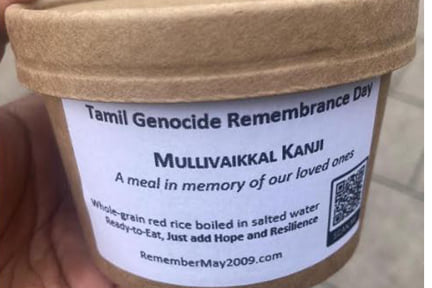 Tamil Genocide Remembrance Day
MULLIVAIKKAL KANJI
A meal in memory of our loved ones
Whole-grain red rice boiled in salted water
Ready-to-Eat, Just add Hope and Resilience
RememberMay2009.com